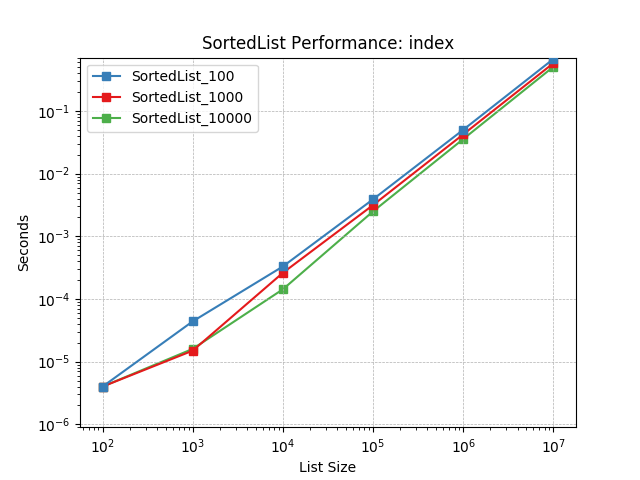 SortedList Performance: index
SortedList_100
SortedList_1000
SortedList_10000
Seconds
10⁻¹
10⁻²
10⁻³
10⁻⁴
10⁻⁵
10⁻⁶
10² 10³ 10⁴ 10⁵ 10⁶ 10⁷
List Size